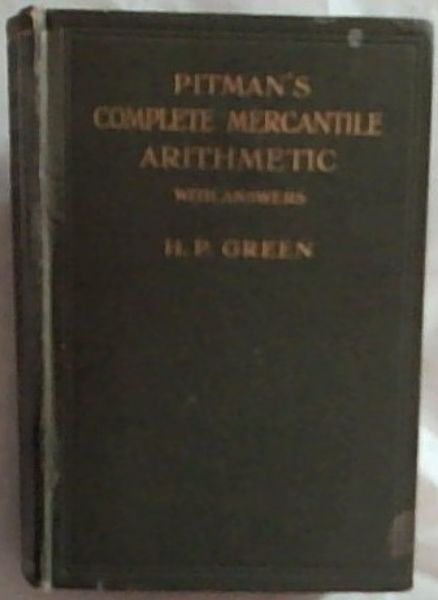 PITMAN'S
COMPLETE MERCANTILE
ARITHMETIC
WITH ANSWERS
H. P. GREEN